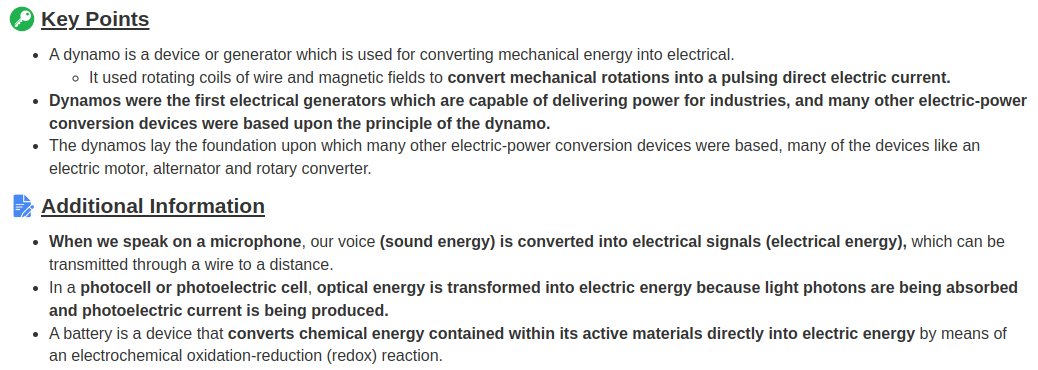 Key Points
• A dynamo is a device or generator which is used for converting mechanical energy into electrical.
◦ It used rotating coils of wire and magnetic fields to convert mechanical rotations into a pulsing direct electric current.
• Dynamos were the first electrical generators which are capable of delivering power for industries, and many other electric-power
conversion devices were based upon the principle of the dynamo.
• The dynamos lay the foundation upon which many other electric-power conversion devices were based, many of the devices like an
electric motor, alternator and rotary converter.
Additional Information
• When we speak on a microphone, our voice (sound energy) is converted into electrical signals (electrical energy), which can be
transmitted through a wire to a distance.
• In a photocell or photoelectric cell, optical energy is transformed into electric energy because light photons are being absorbed
and photoelectric current is being produced.
• A battery is a device that converts chemical energy contained within its active materials directly into electric energy by means of
an electrochemical oxidation-reduction (redox) reaction.